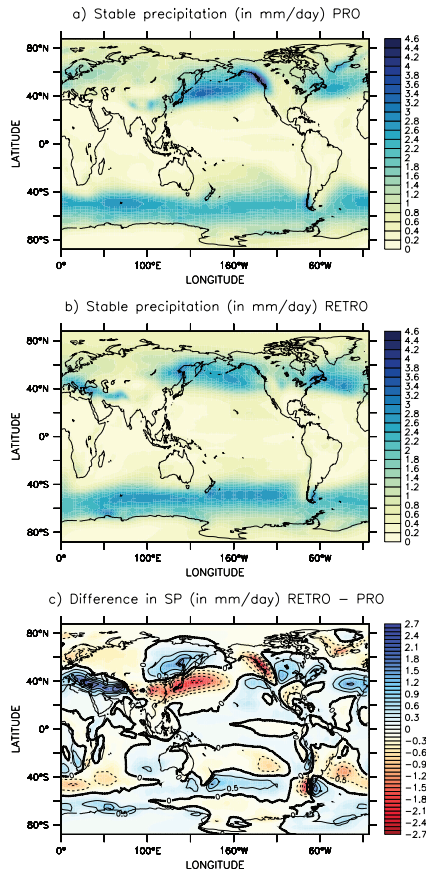 a) Stable precipitation (in mm/day) PRO
80°N
40°N
0°
40°S
80°S
LATITUDE
0°
100°E
160°W
60°W
LONGITUDE
4.6
4.4
4.2
4
3.8
3.6
3.4
3.2
3
2.8
2.6
2.4
2.2
2
1.8
1.6
1.4
1.2
1
0.8
0.6
0.4
0.2
0
b) Stable precipitation (in mm/day) RETRO
80°N
40°N
0°
40°S
80°S
LATITUDE
0°
100°E
160°W
60°W
LONGITUDE
4.6
4.4
4.2
4
3.8
3.6
3.4
3.2
3
2.8
2.6
2.4
2.2
2
1.8
1.6
1.4
1.2
1
0.8
0.6
0.4
0.2
0
c) Difference in SP (in mm/day) RETRO - PRO
80°N
40°N
0°
40°S
80°S
LATITUDE
0°
100°E
160°W
60°W
LONGITUDE
2.7
2.4
2.1
1.8
1.5
1.2
0.9
0.6
0.3
0
-0.3
-0.6
-0.9
-1.2
-1.5
-1.8
-2.1
-2.4
-2.7
0.5
0.5